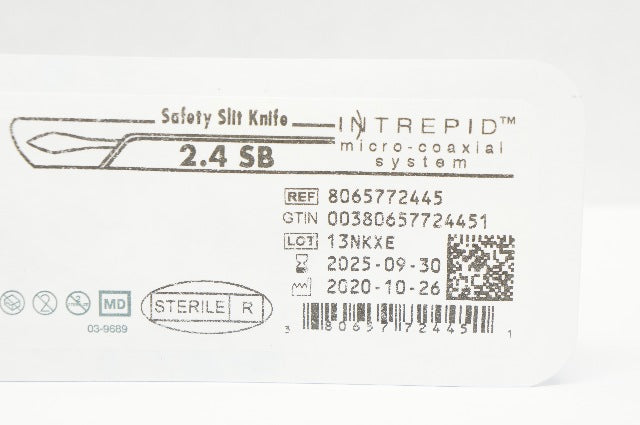 Safety Slit Knife
INTREPID™
micro-coaxial
system
2.4 SB
REF 8065772445
GTIN 00380657724451
LOT 13NKXE
2025-09-30
2020-10-26
2
MD
03-9689
STERILE R
3 80657 72445 1